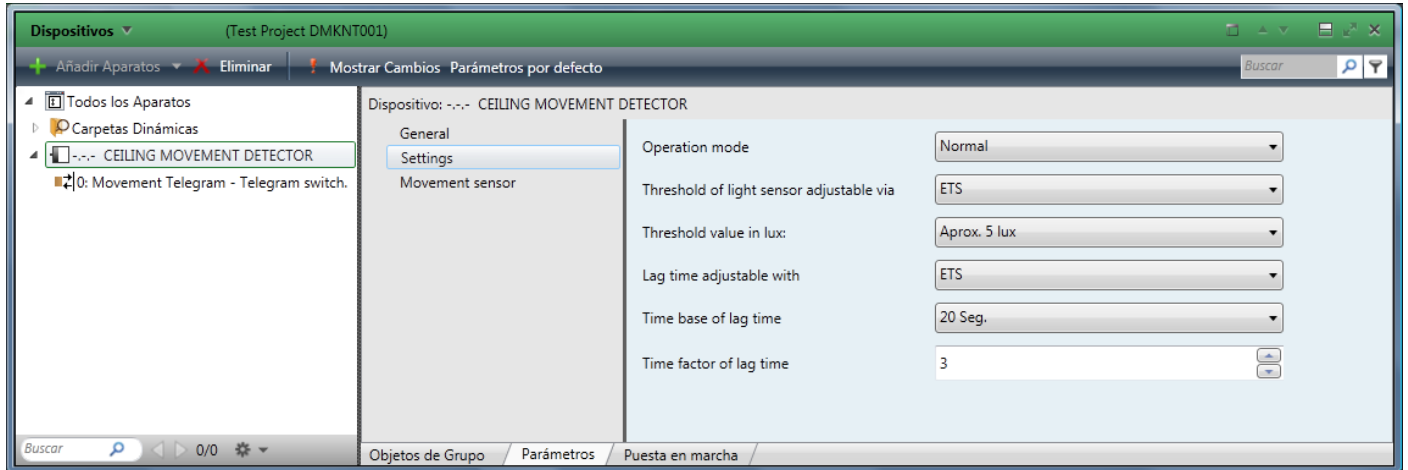 Dispositivos (Test Project DMKNT001)
Añadir Aparatos Eliminar Mostrar Cambios Parámetros por defecto Buscar
Todos los Aparatos
Carpetas Dinámicas
-.-.- CEILING MOVEMENT DETECTOR
0: Movement Telegram - Telegram switch.
Buscar 0/0
Dispositivo: -.-.- CEILING MOVEMENT DETECTOR
General
Settings
Movement sensor
Operation mode Normal
Threshold of light sensor adjustable via ETS
Threshold value in lux: Aprox. 5 lux
Lag time adjustable with ETS
Time base of lag time 20 Seg.
Time factor of lag time 3
Objetos de Grupo Parámetros Puesta en marcha